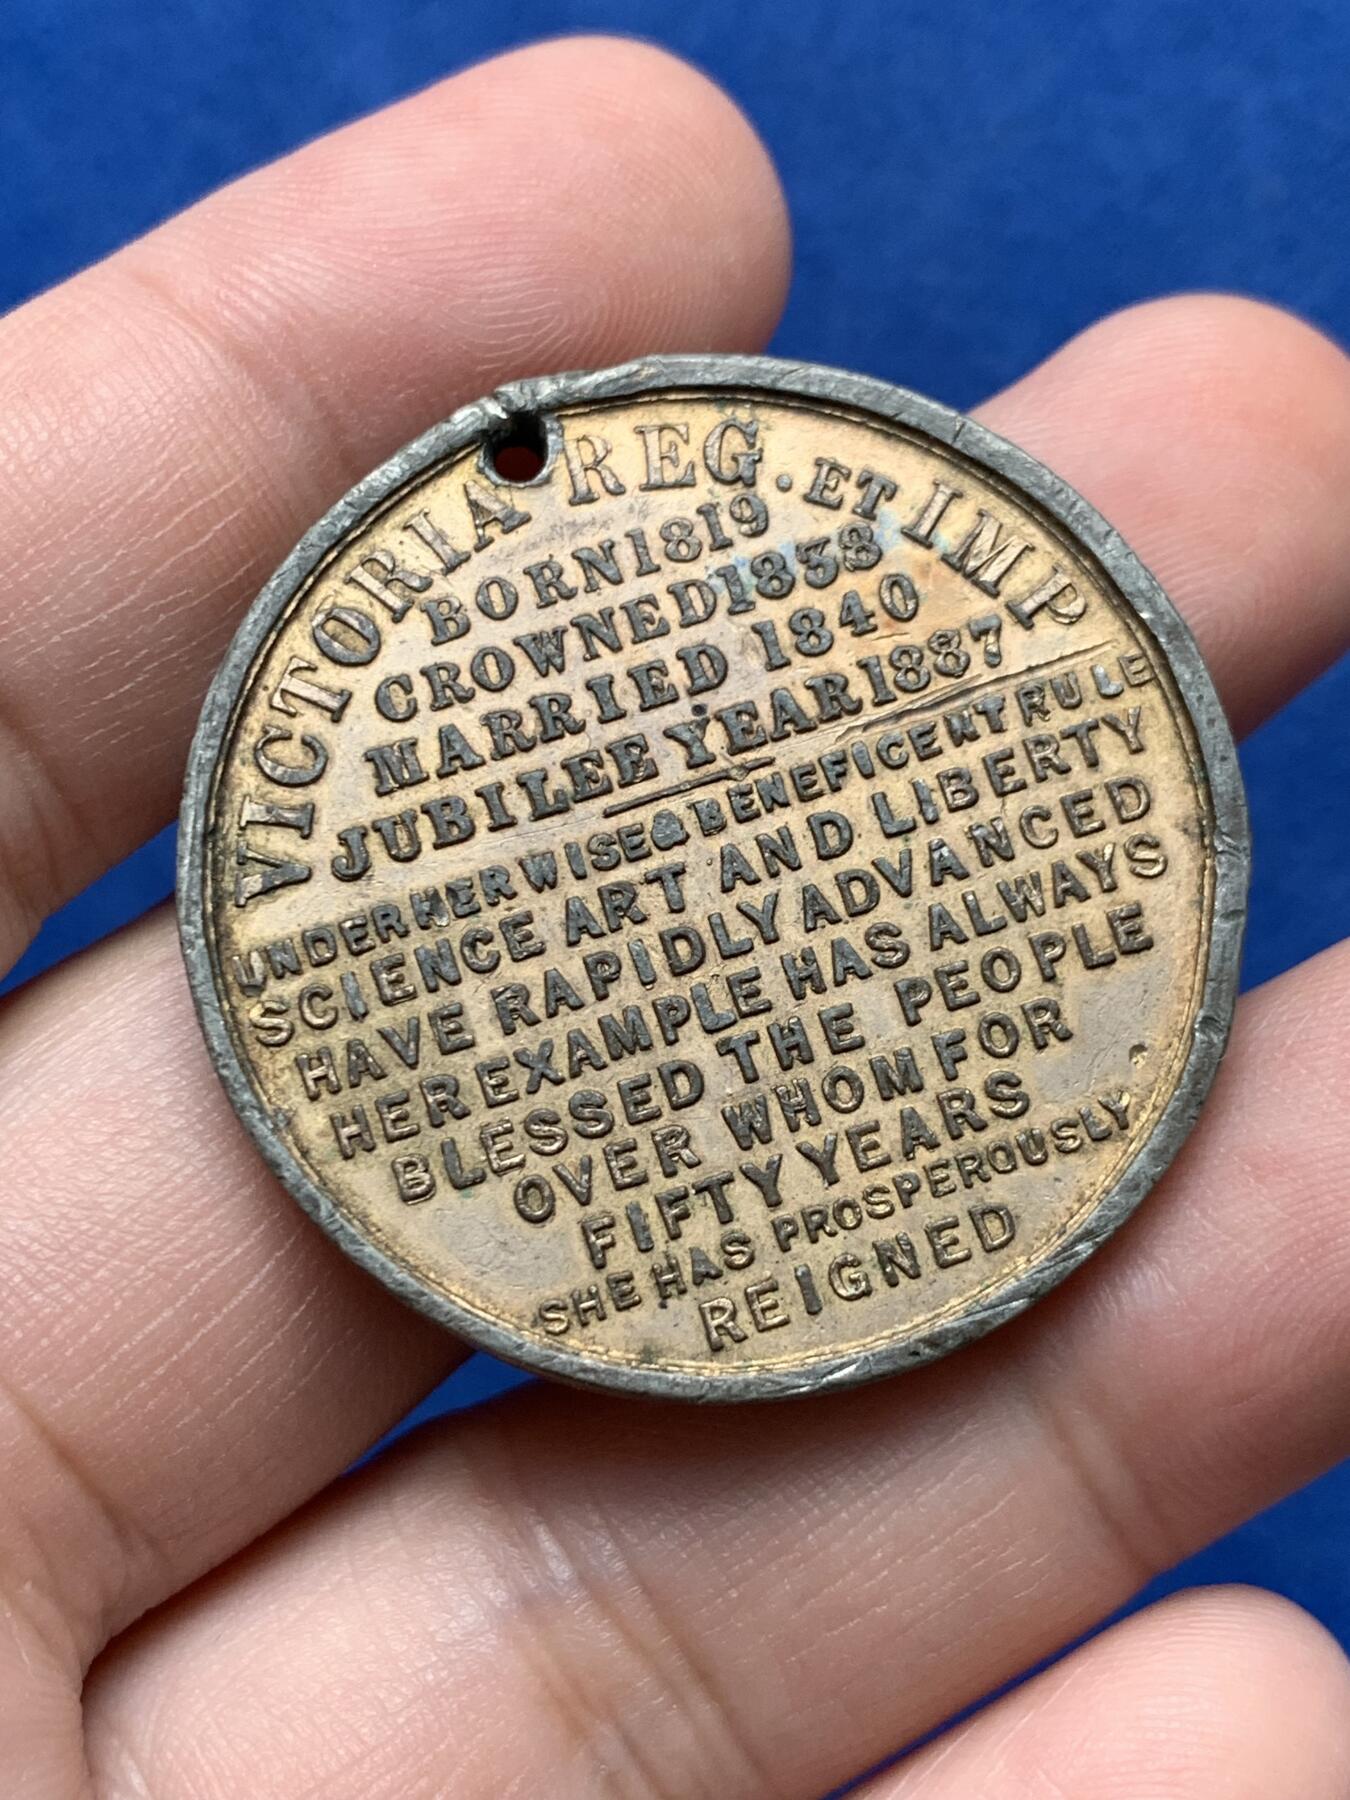 VICTORIA REG. ET IMP
BORN 1819
CROWNED 1838
MARRIED 1840
JUBILEE YEAR 1887
UNDER HER WISE & BENEFICENT RULE
SCIENCE ART AND LIBERTY
HAVE RAPIDLY ADVANCED
HER EXAMPLE HAS ALWAYS
BLESSED THE PEOPLE
OVER WHOM FOR
FIFTY YEARS
SHE HAS PROSPEROUSLY
REIGNED